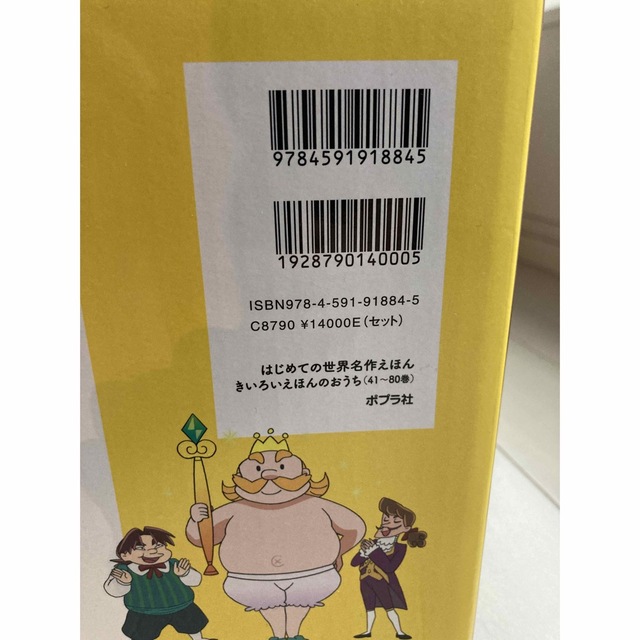 9784591918845
1928790140005
ISBN978-4-591-91884-5
C8790 ¥14000E(セット)
はじめての世界名作えほん
きいろいえほんのおうち(41～80巻)
ポプラ社